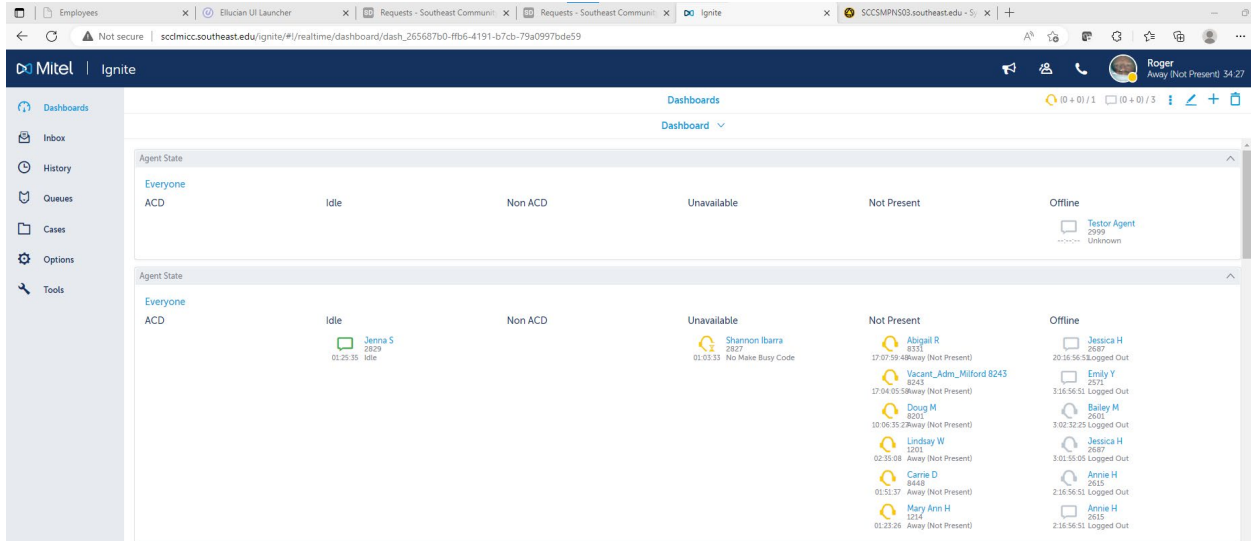 Employees
Ellucian UI Launcher
Requests - Southeast Communit
Requests - Southeast Communit
Ignite
SCCSMPNS03.southeast.edu - Sy
Not secure | scclmicc.southeast.edu/ignite/#!/realtime/dashboard/dash_265687b0-ffb6-4191-b7cb-79a0997bde59
Mitel | Ignite
Roger
Away (Not Present) 34:27
Dashboards
Inbox
History
Queues
Cases
Options
Tools
Dashboards
(0 + 0) / 1 (0 + 0) / 3
Dashboard
Agent State
Everyone
ACD Idle Non ACD Unavailable Not Present Offline
Testor Agent
2999
--:--:-- Unknown
Agent State
Everyone
ACD Idle Non ACD Unavailable Not Present Offline
Jenna S
2829
01:25:35 Idle
Shannon Ibarra
2827
01:03:33 No Make Busy Code
Abigail R
8331
17:07:59:48 Away (Not Present)
Vacant_Adm_Milford 8243
8243
17:04:05:58 Away (Not Present)
Doug M
8201
10:06:35:27 Away (Not Present)
Lindsay W
1201
02:35:08 Away (Not Present)
Carrie D
8448
01:51:37 Away (Not Present)
Mary Ann H
1214
01:23:26 Away (Not Present)
Jessica H
2687
20:16:56:51 Logged Out
Emily Y
2571
3:16:56:51 Logged Out
Bailey M
2601
3:02:32:25 Logged Out
Jessica H
2687
3:01:55:05 Logged Out
Annie H
2615
2:16:56:51 Logged Out
Annie H
2615
2:16:56:51 Logged Out